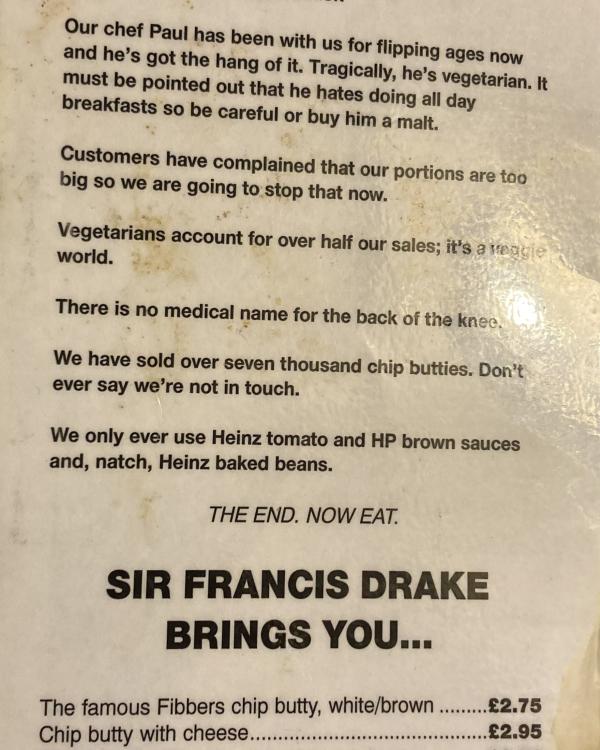 Our chef Paul has been with us for flipping ages now
and he's got the hang of it. Tragically, he's vegetarian. It
must be pointed out that he hates doing all day
breakfasts so be careful or buy him a malt.
Customers have complained that our portions are too
big so we are going to stop that now.
Vegetarians account for over half our sales; it's a veggie
world.
There is no medical name for the back of the knee.
We have sold over seven thousand chip butties. Don't
ever say we're not in touch.
We only ever use Heinz tomato and HP brown sauces
and, natch, Heinz baked beans.
THE END. NOW EAT.
SIR FRANCIS DRAKE
BRINGS YOU...
The famous Fibbers chip butty, white/brown .........£2.75
Chip butty with cheese....................................£2.95